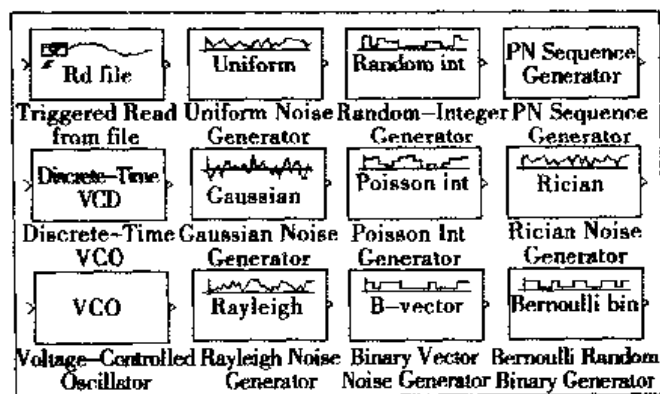 Rd file
Uniform
Random int
PN Sequence
Generator
Triggered Read
from file
Uniform Noise
Generator
Random-Integer
Generator
PN Sequence
Generator
Discrete-Time
VCD
Gaussian
Poisson int
Rician
Discrete-Time
VCO
Gaussian Noise
Generator
Poisson Int
Generator
Rician Noise
Generator
VCO
Rayleigh
B-vector
Bernoulli bin
Voltage-Controlled
Oscillator
Rayleigh Noise
Generator
Binary Vector
Noise Generator
Bernoulli Random
Binary Generator